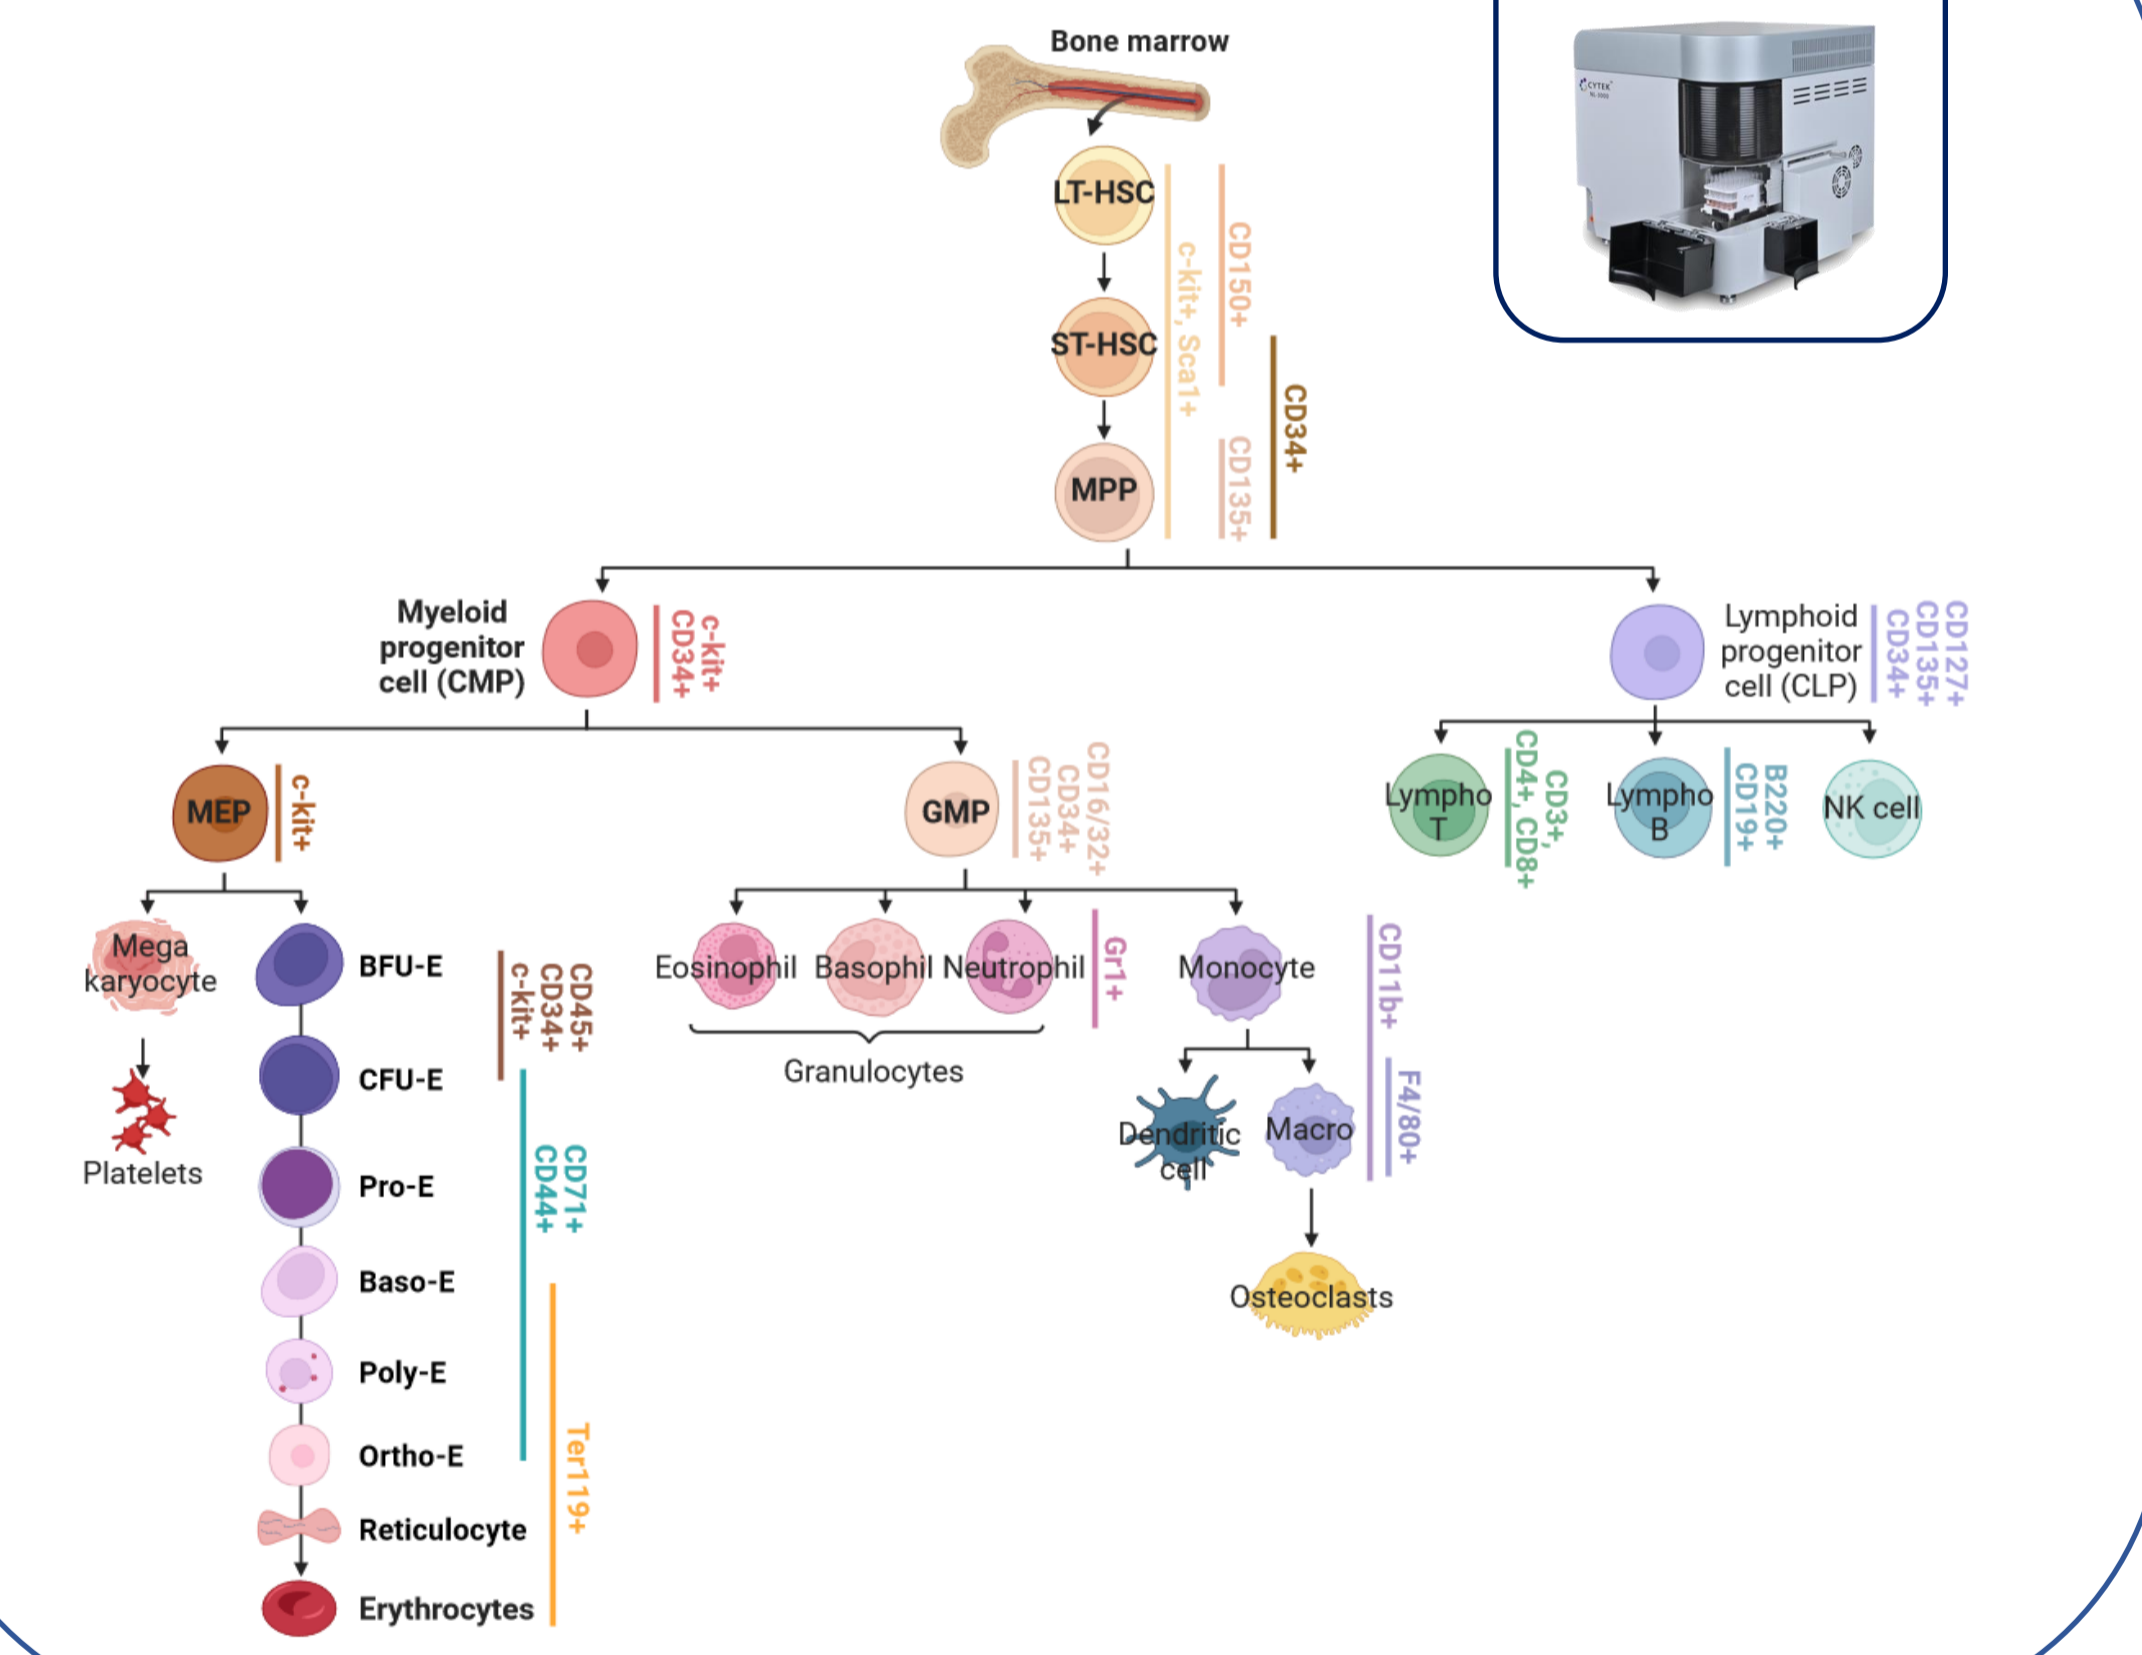 Bone marrow
CYTEK
LT-HSC
ST-HSC
MPP
c-kit+, Sca1+
CD150+
CD135+
CD34+
Myeloid
progenitor
cell (CMP)
c-kit+
CD34+
Lymphoid
progenitor
cell (CLP)
CD127+
CD135+
CD34+
MEP
c-kit+
GMP
CD16/32+
CD34+
CD135+
Lympho
T
CD3+,
CD4+, CD8+
Lympho
B
B220+
CD19+
NK cell
Mega
karyocyte
Platelets
BFU-E
CFU-E
Pro-E
Baso-E
Poly-E
Ortho-E
Reticulocyte
Erythrocytes
CD45+
CD34+
c-kit+
CD71+
CD44+
Ter119+
Eosinophil
Basophil
Neutrophil
Gr1+
Granulocytes
Monocyte
CD11b+
F4/80+
Dendritic
cell
Macro
Osteoclasts